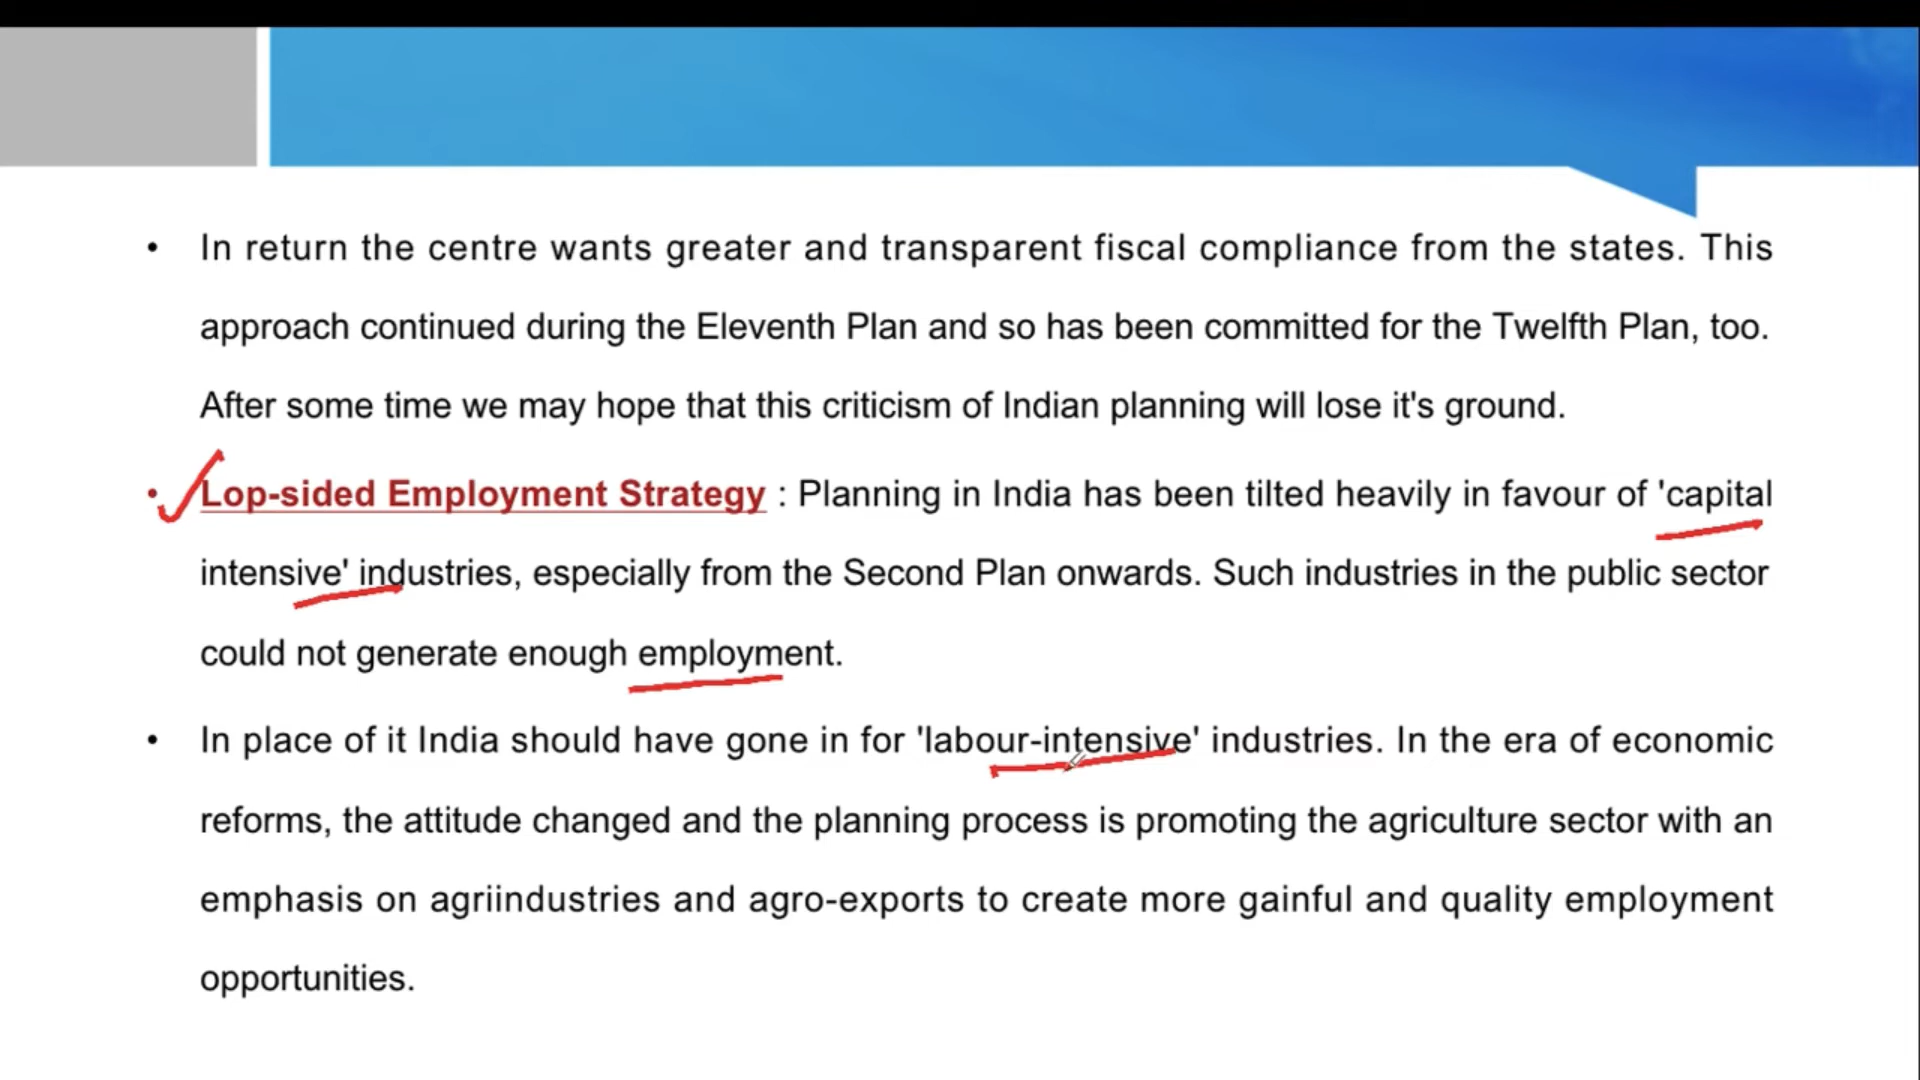 • In return the centre wants greater and transparent fiscal compliance from the states. This
approach continued during the Eleventh Plan and so has been committed for the Twelfth Plan, too.
After some time we may hope that this criticism of Indian planning will lose it's ground.
• Lop-sided Employment Strategy : Planning in India has been tilted heavily in favour of 'capital
intensive' industries, especially from the Second Plan onwards. Such industries in the public sector
could not generate enough employment.
• In place of it India should have gone in for 'labour-intensive' industries. In the era of economic
reforms, the attitude changed and the planning process is promoting the agriculture sector with an
emphasis on agriindustries and agro-exports to create more gainful and quality employment
opportunities.